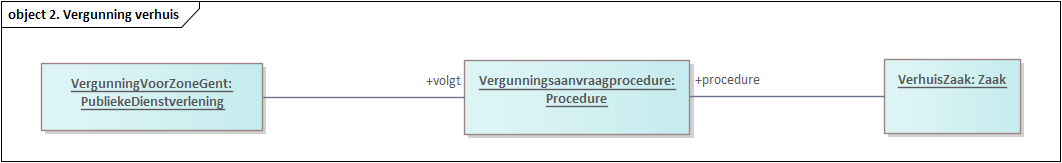 object 2. Vergunning verhuis
VergunningVoorZoneGent:
PubliekeDienstverlening
+volgt
Vergunningsaanvraagprocedure:
Procedure
+procedure
VerhuisZaak: Zaak